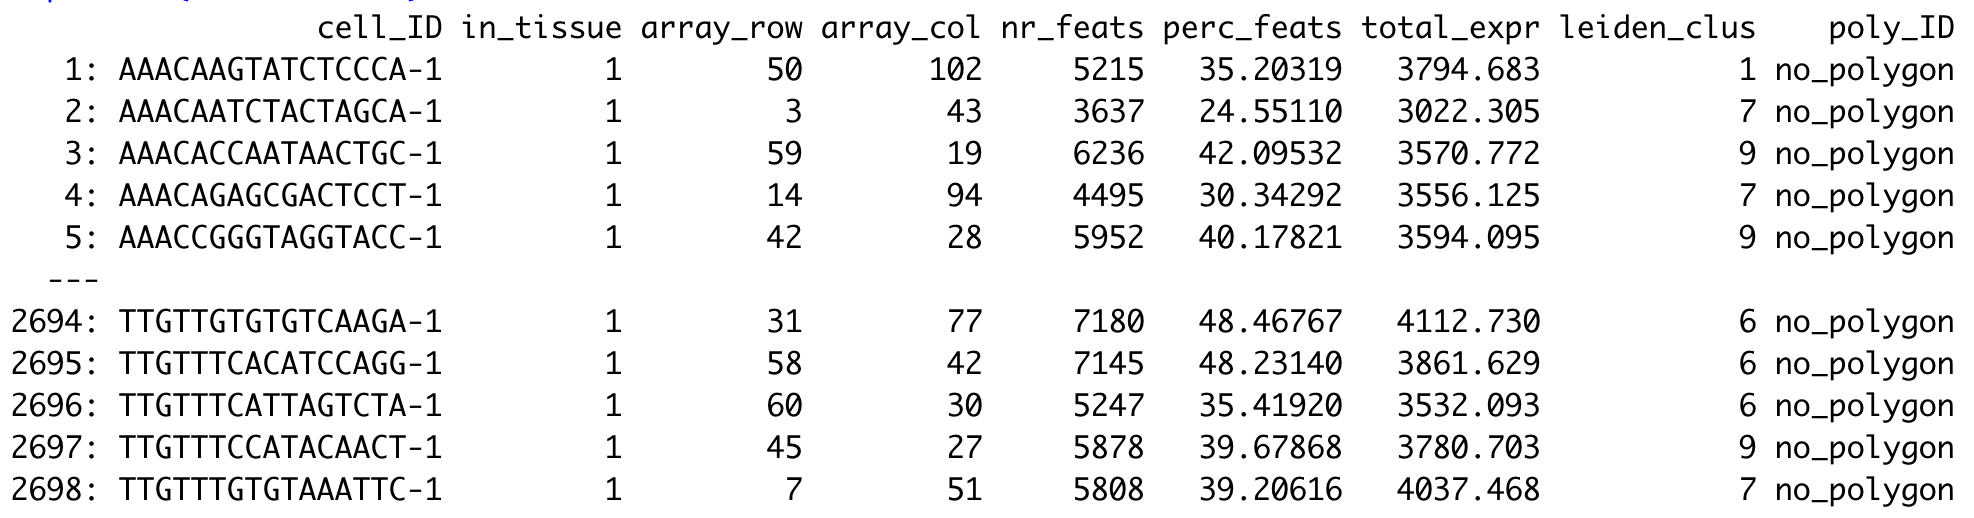 cell_ID in_tissue array_row array_col nr_feats perc_feats total_expr leiden_clus poly_ID
1: AAACAAGTATCTCCCA-1 1 50 102 5215 35.20319 3794.683 1 no_polygon
2: AAACAATCTACTAGCA-1 1 3 43 3637 24.55110 3022.305 7 no_polygon
3: AAACACCAATAACTGC-1 1 59 19 6236 42.09532 3570.772 9 no_polygon
4: AAACAGAGCGACTCCT-1 1 14 94 4495 30.34292 3556.125 7 no_polygon
5: AAACCGGGTAGGTACC-1 1 42 28 5952 40.17821 3594.095 9 no_polygon
---
2694: TTGTTGTGTGTCAAGA-1 1 31 77 7180 48.46767 4112.730 6 no_polygon
2695: TTGTTTCACATCCAGG-1 1 58 42 7145 48.23140 3861.629 6 no_polygon
2696: TTGTTTCATTAGTCTA-1 1 60 30 5247 35.41920 3532.093 6 no_polygon
2697: TTGTTTCCATACAACT-1 1 45 27 5878 39.67868 3780.703 9 no_polygon
2698: TTGTTTGTGTAAATTC-1 1 7 51 5808 39.20616 4037.468 7 no_polygon